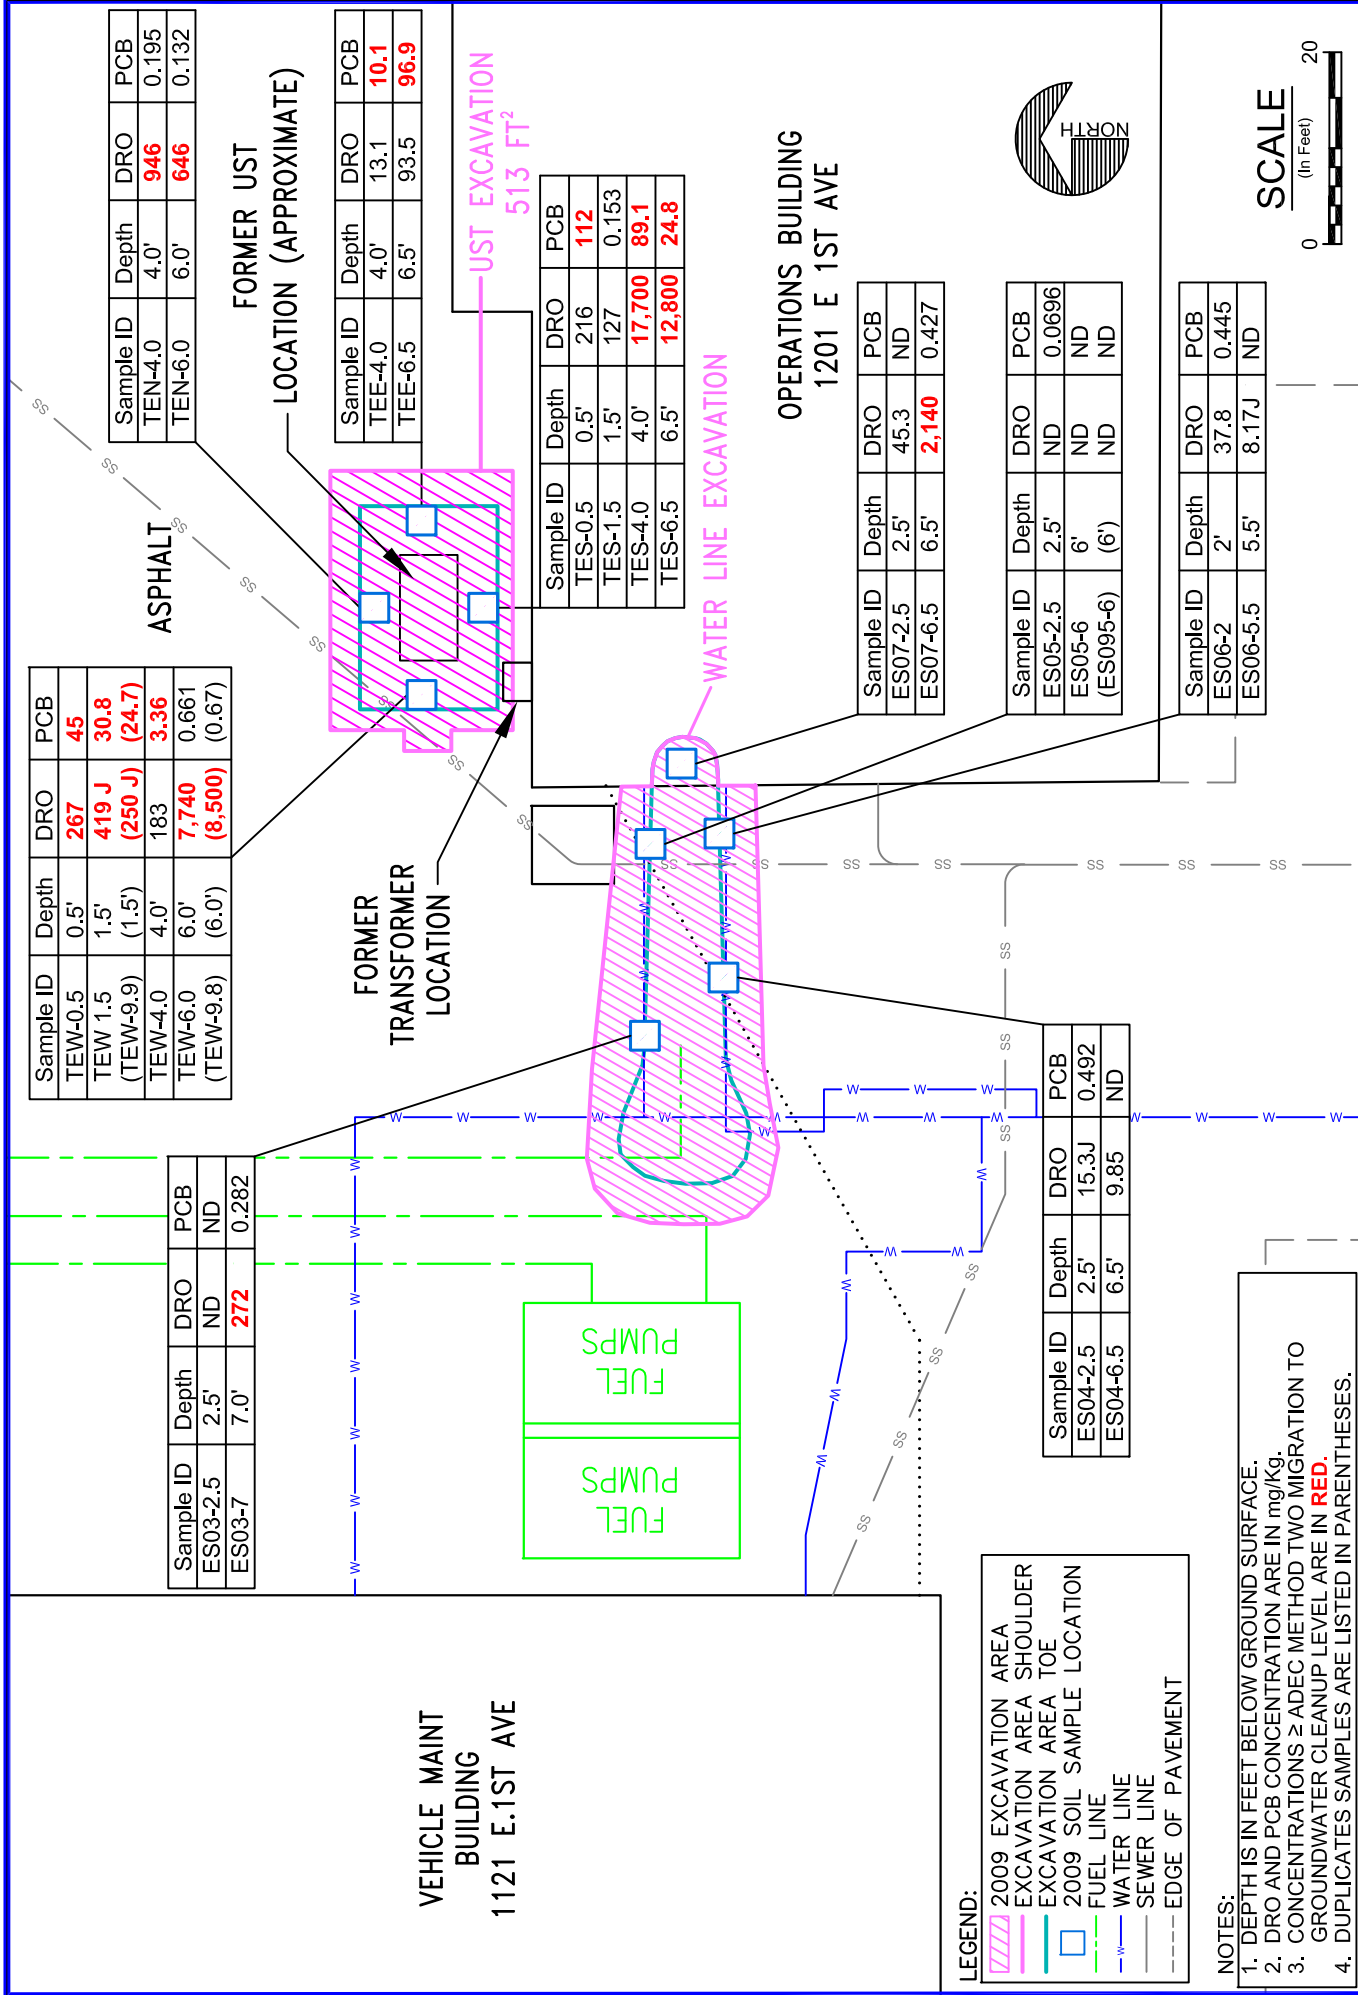 Sample ID Depth DRO PCB
TEW-0.5 0.5' 267 45
TEW 1.5 1.5' 419 J 30.8
(TEW-9.9) (1.5') (250 J) (24.7)
TEW-4.0 4.0' 183 3.36
TEW-6.0 6.0' 7,740 0.661
(TEW-9.8) (6.0') (8,500) (0.67)
Sample ID Depth DRO PCB
TEN-4.0 4.0' 946 0.195
TEN-6.0 6.0' 646 0.132
ASPHALT
FORMER UST
LOCATION (APPROXIMATE)
Sample ID Depth DRO PCB
TEE-4.0 4.0' 13.1 10.1
TEE-6.5 6.5' 93.5 96.9
UST EXCAVATION
513 FT²
Sample ID Depth DRO PCB
ES03-2.5 2.5' ND ND
ES03-7 7.0' 272 0.282
FORMER
TRANSFORMER
LOCATION
Sample ID Depth DRO PCB
TES-0.5 0.5' 216 112
TES-1.5 1.5' 127 0.153
TES-4.0 4.0' 17,700 89.1
TES-6.5 6.5' 12,800 24.8
WATER LINE EXCAVATION
VEHICLE MAINT
BUILDING
1121 E.1ST AVE
FUEL
PUMPS
FUEL
PUMPS
OPERATIONS BUILDING
1201 E 1ST AVE
Sample ID Depth DRO PCB
ES07-2.5 2.5' 45.3 ND
ES07-6.5 6.5' 2,140 0.427
Sample ID Depth DRO PCB
ES05-2.5 2.5' ND 0.0696
ES05-6 6' ND ND
(ES095-6) (6') ND ND
Sample ID Depth DRO PCB
ES06-2 2' 37.8 0.445
ES06-5.5 5.5' 8.17J ND
Sample ID Depth DRO PCB
ES04-2.5 2.5' 15.3J 0.492
ES04-6.5 6.5' 9.85 ND
NORTH
SCALE
(In Feet)
0 20
LEGEND:
2009 EXCAVATION AREA
EXCAVATION AREA SHOULDER
EXCAVATION AREA TOE
2009 SOIL SAMPLE LOCATION
FUEL LINE
W WATER LINE
SEWER LINE
EDGE OF PAVEMENT
NOTES:
1. DEPTH IS IN FEET BELOW GROUND SURFACE.
2. DRO AND PCB CONCENTRATION ARE IN mg/Kg.
3. CONCENTRATIONS ≥ ADEC METHOD TWO MIGRATION TO
GROUNDWATER CLEANUP LEVEL ARE IN RED.
4. DUPLICATES SAMPLES ARE LISTED IN PARENTHESES.